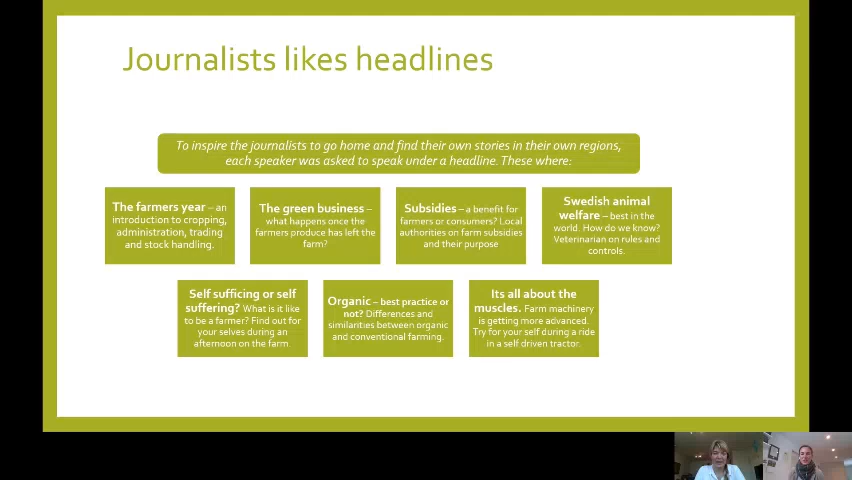 Journalists likes headlines
To inspire the journalists to go home and find their own stories in their own regions,
each speaker was asked to speak under a headline. These where:
The farmers year – an
introduction to cropping,
administration, trading
and stock handling.
The green business –
what happens once the
farmers produce has left the
farm?
Subsidies – a benefit for
farmers or consumers? Local
authorities on farm subsidies
and their purpose
Swedish animal
welfare – best in the
world. How do we know?
Veterinarian on rules and
controls.
Self sufficing or self
suffering? What is it like
to be a farmer? Find out for
your selves during an
afternoon on the farm.
Organic – best practice or
not? Differences and
similarities between organic
and conventional farming.
Its all about the
muscles. Farm machinery
is getting more advanced.
Try for your self during a ride
in a self driven tractor.